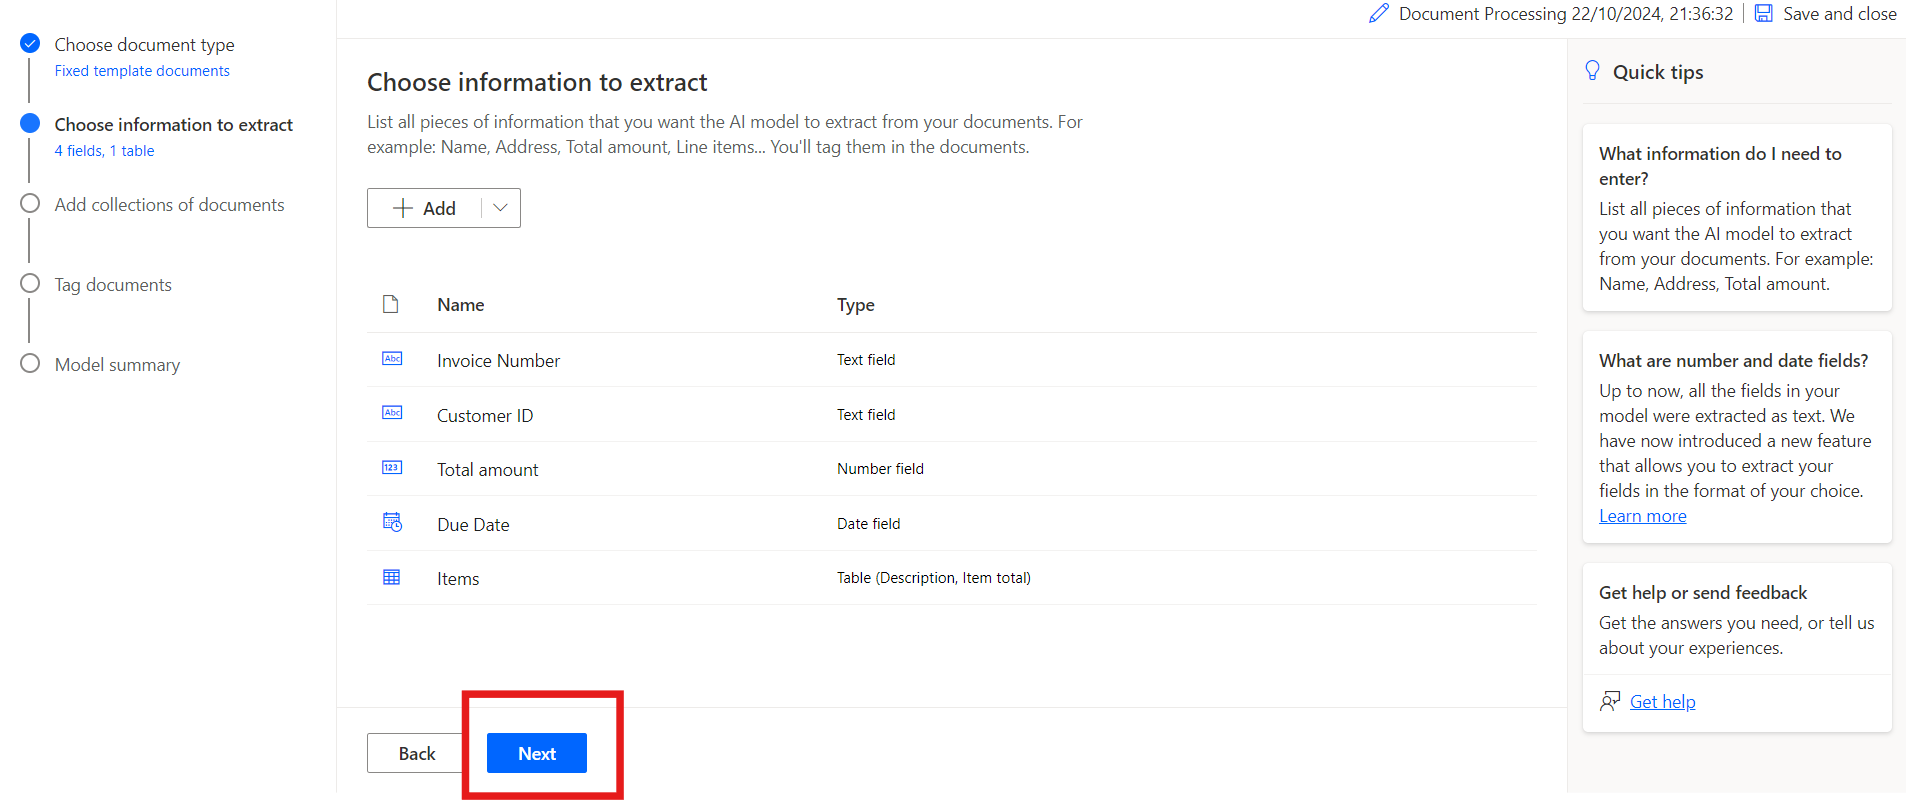 Document Processing 22/10/2024, 21:36:32
Save and close
Choose document type
Fixed template documents
Choose information to extract
4 fields, 1 table
Add collections of documents
Tag documents
Model summary
Choose information to extract
List all pieces of information that you want the AI model to extract from your documents. For
example: Name, Address, Total amount, Line items... You'll tag them in the documents.
Add
Name Type
Abc Invoice Number Text field
Abc Customer ID Text field
123 Total amount Number field
Due Date Date field
Items Table (Description, Item total)
Back
Next
Quick tips
What information do I need to
enter?
List all pieces of information that
you want the AI model to extract
from your documents. For example:
Name, Address, Total amount.
What are number and date fields?
Up to now, all the fields in your
model were extracted as text. We
have now introduced a new feature
that allows you to extract your
fields in the format of your choice.
Learn more
Get help or send feedback
Get the answers you need, or tell us
about your experiences.
Get help